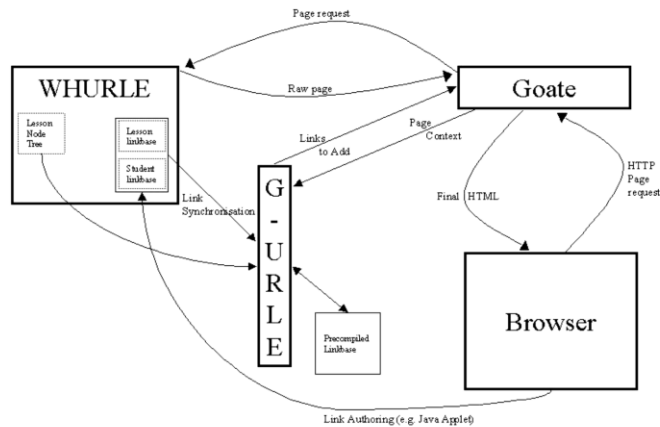 Page request
WHURLE
Raw page
Goate
Lesson
Node
Tree
Lesson
linkbase
Student
linkbase
Links
to Add
Page
Context
Link
Synchronisation
G
-
U
R
L
E
Final HTML
HTTP
Page
request
Precompiled
Linkbase
Browser
Link Authoring (e.g. Java Applet)